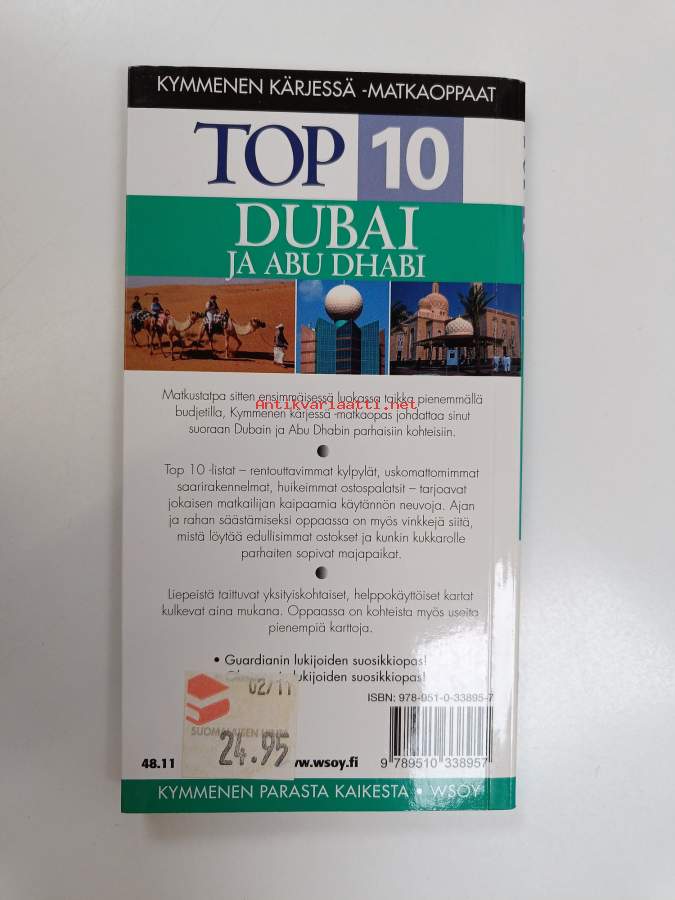 KYMMENEN KÄRJESSÄ -MATKAOPPAAT
TOP 10
DUBAI
JA ABU DHABI
Matkustatpa sitten ensimmäisessä luokassa taikka pienemmällä
Antikvariaatti.net
budjetilla, Kymmenen kärjessä -matkaopas johdattaa sinut
suoraan Dubain ja Abu Dhabin parhaisiin kohteisiin.
Top 10 -listat – rentouttavimmat kylpylät, uskomattomimmat
saarirakennelmat, huikeimmat ostospalatsit – tarjoavat
jokaisen matkailijan kaipaamia käytännön neuvoja. Ajan
ja rahan säästämiseksi oppaassa on myös vinkkejä siitä,
mistä löytää edullisimmat ostokset ja kunkin kukkarolle
parhaiten sopivat majapaikat.
Liepeistä taittuvat yksityiskohtaiset, helppokäyttöiset kartat
kulkevat aina mukana. Oppaassa on kohteista myös useita
pienempiä karttoja.
• Guardianin lukijoiden suosikkiopas!
lukijoiden suosikkiopas!
02/11
ISBN: 978-951-0-33895-7
24.95
48.11
www.wsoy.fi
9 789510 338957
KYMMENEN PARASTA KAIKESTA • WSOY